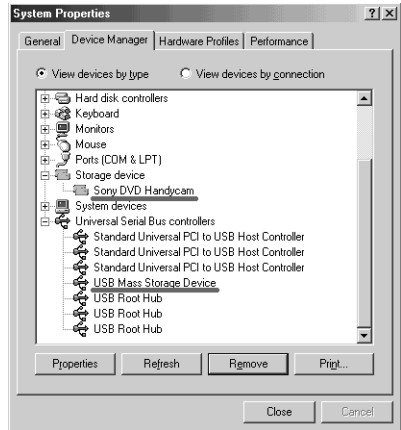 System Properties
General Device Manager Hardware Profiles Performance
View devices by type View devices by connection
Hard disk controllers
Keyboard
Monitors
Mouse
Ports (COM & LPT)
Storage device
Sony DVD Handycam
System devices
Universal Serial Bus controllers
Standard Universal PCI to USB Host Controller
Standard Universal PCI to USB Host Controller
Standard Universal PCI to USB Host Controller
USB Mass Storage Device
USB Root Hub
USB Root Hub
USB Root Hub
Properties Refresh Remove Print...
Close Cancel